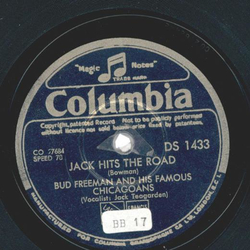 "Magic Notes"
TRADE MARK
Columbia
Copyright, patented Record. Not to be publicly performed
without licence nor sold below price fixed by patentees.
CO 27684
SPEED 78
DS 1433
JACK HITS THE ROAD
(Bowman)
BUD FREEMAN AND HIS FAMOUS
CHICAGOANS
(Vocalist: Jack Teagarden)
BB 17